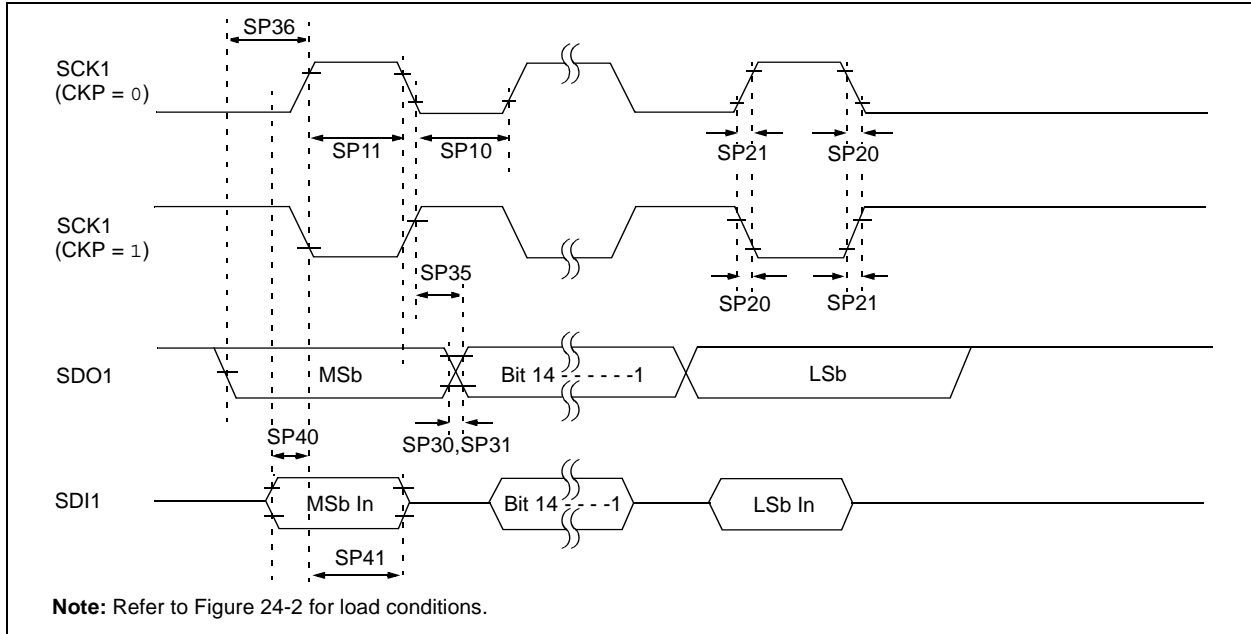 SP36
SCK1
(CKP = 0)
SP11
SP10
SP21
SP20
SCK1
(CKP = 1)
SP35
SP20
SP21
SDO1
MSb
Bit 14 - - - - - -1
LSb
SP40
SP30,SP31
SDI1
MSb In
Bit 14 - - - -1
LSb In
SP41
Note: Refer to Figure 24-2 for load conditions.